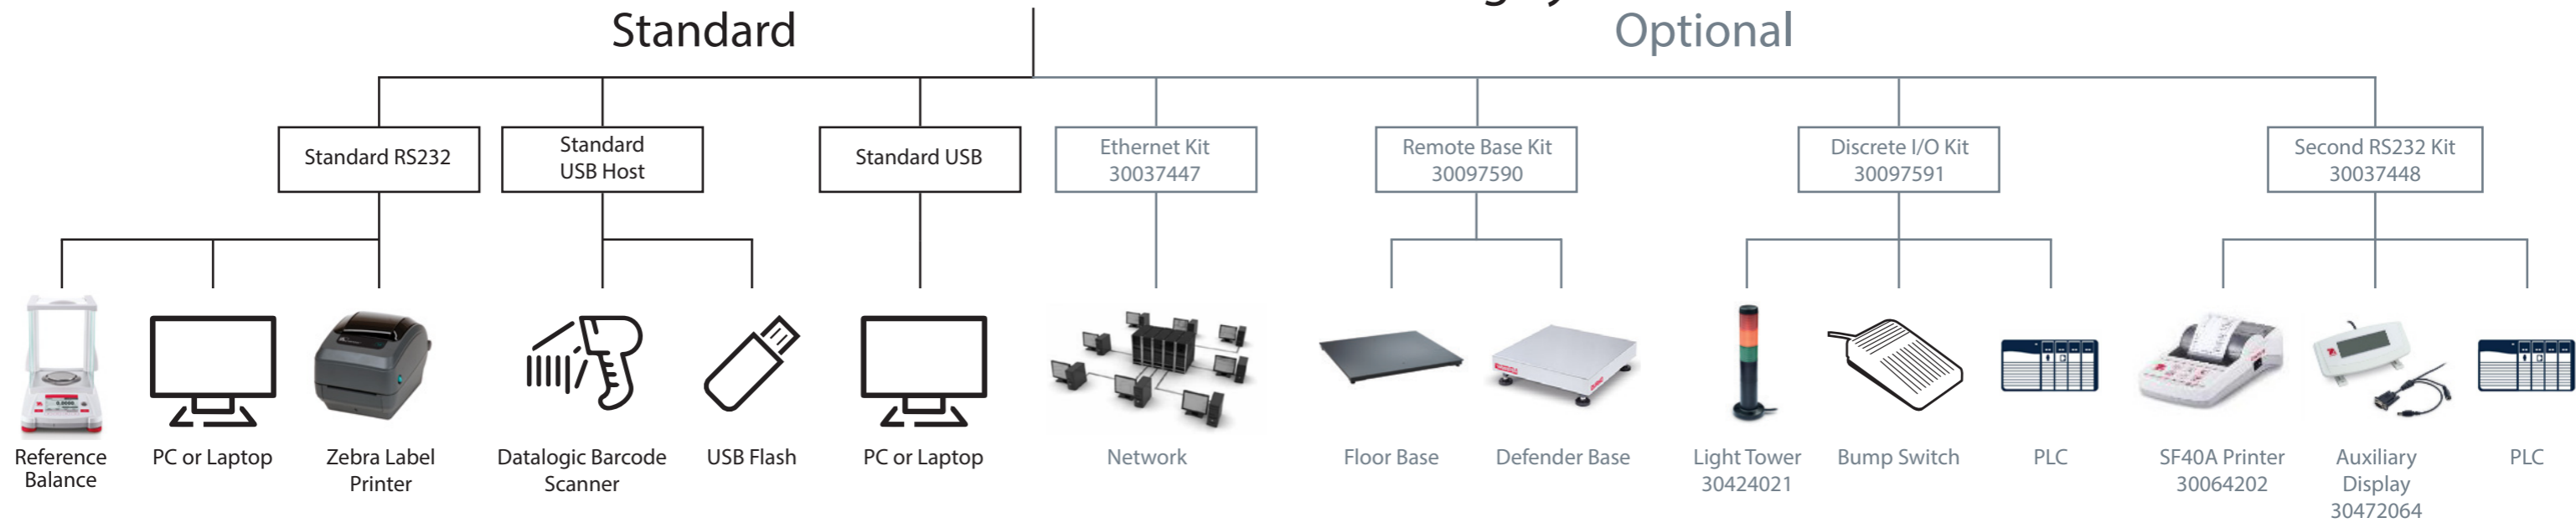 Standard
Optional
Standard RS232
Standard
USB Host
Standard USB
Ethernet Kit
30037447
Remote Base Kit
30097590
Discrete I/O Kit
30097591
Second RS232 Kit
30037448
Reference
Balance
PC or Laptop
Zebra Label
Printer
Datalogic Barcode
Scanner
USB Flash
PC or Laptop
Network
Floor Base
Defender Base
Light Tower
30424021
Bump Switch
PLC
SF40A Printer
30064202
Auxiliary
Display
30472064
PLC